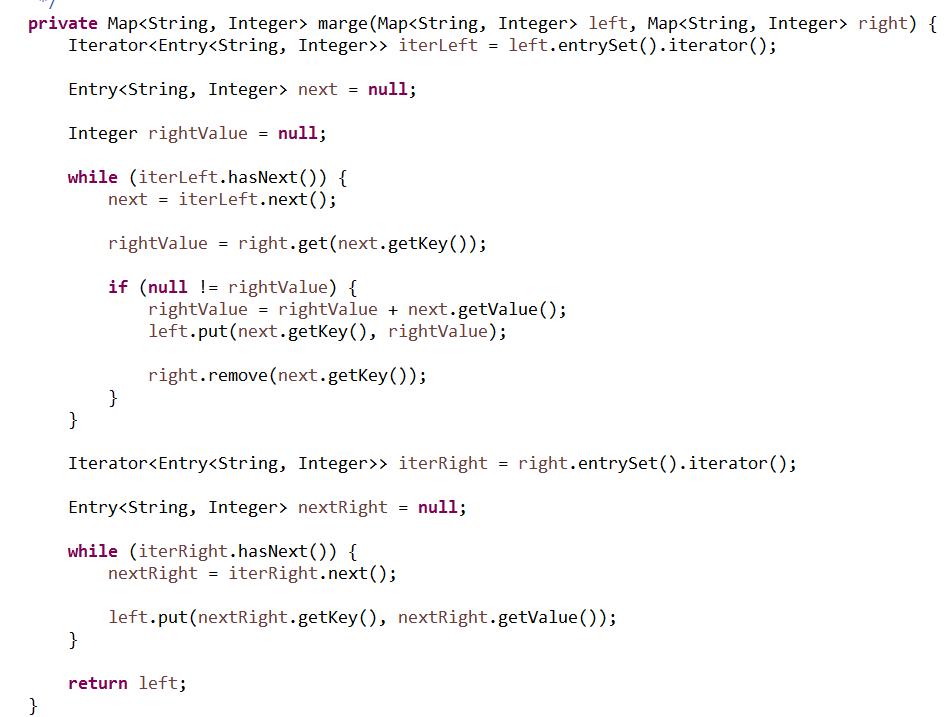 */
private Map<String, Integer> marge(Map<String, Integer> left, Map<String, Integer> right) {
    Iterator<Entry<String, Integer>> iterLeft = left.entrySet().iterator();

    Entry<String, Integer> next = null;

    Integer rightValue = null;

    while (iterLeft.hasNext()) {
        next = iterLeft.next();

        rightValue = right.get(next.getKey());

        if (null != rightValue) {
            rightValue = rightValue + next.getValue();
            left.put(next.getKey(), rightValue);

            right.remove(next.getKey());
        }
    }

    Iterator<Entry<String, Integer>> iterRight = right.entrySet().iterator();

    Entry<String, Integer> nextRight = null;

    while (iterRight.hasNext()) {
        nextRight = iterRight.next();

        left.put(nextRight.getKey(), nextRight.getValue());
    }

    return left;
}